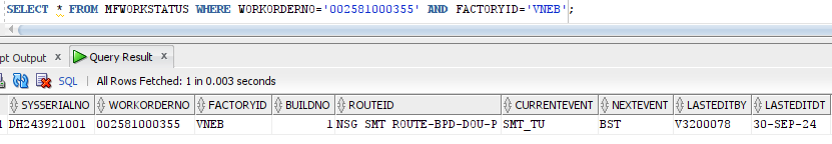 SELECT * FROM MFWORKSTATUS WHERE WORKORDERNO='002581000355' AND FACTORYID='VNEB';
pt Output x Query Result x
SQL | All Rows Fetched: 1 in 0.003 seconds
SYSSERIALNO WORKORDERNO FACTORYID BUILDNO ROUTEID CURRENTEVENT NEXTEVENT LASTEDITBY LASTEDITDT
1 DH243921001 002581000355 VNEB 1 NSG SMT ROUTE-BPD-DOU-P SMT_TU BST V3200078 30-SEP-24